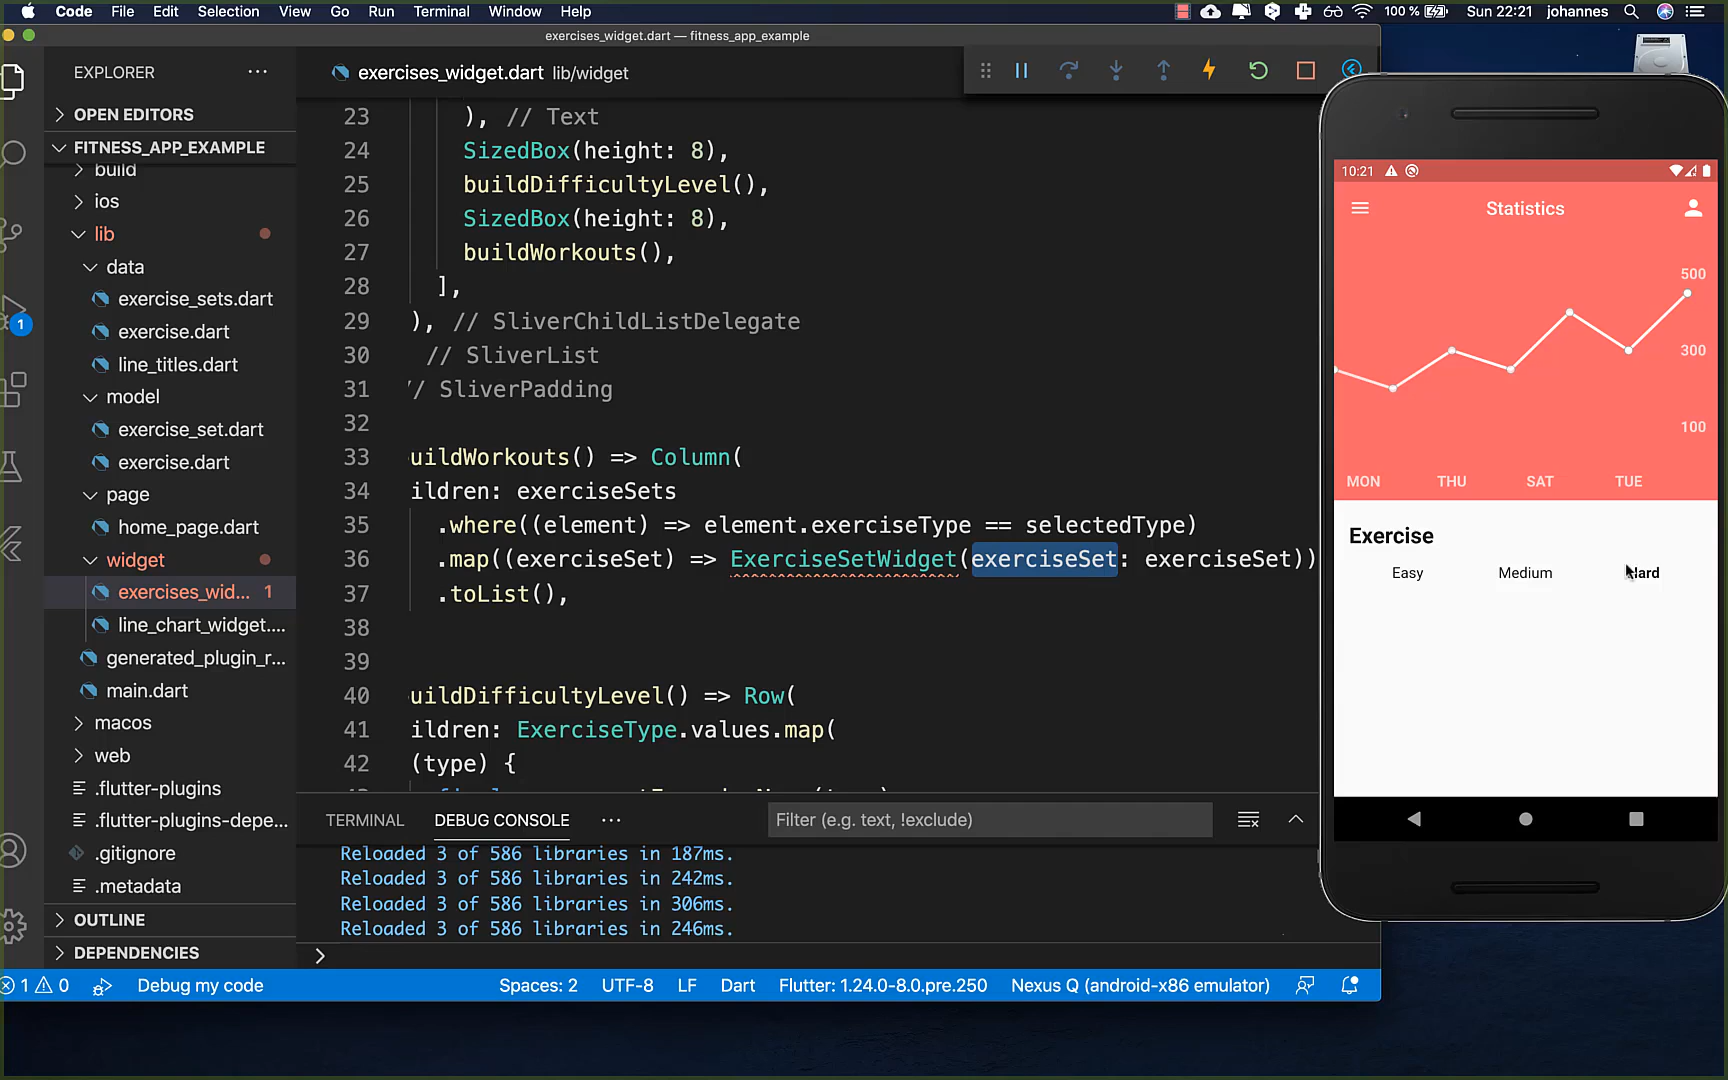 Code File Edit Selection View Go Run Terminal Window Help 100 % Sun 22:21 johannes
exercises_widget.dart — fitness_app_example
EXPLORER
OPEN EDITORS
FITNESS_APP_EXAMPLE
build
ios
lib
data
exercise_sets.dart
exercise.dart
line_titles.dart
model
exercise_set.dart
exercise.dart
page
home_page.dart
widget
exercises_wid... 1
line_chart_widget....
generated_plugin_r...
main.dart
macos
web
.flutter-plugins
.flutter-plugins-depe...
.gitignore
.metadata
OUTLINE
DEPENDENCIES
1
exercises_widget.dart lib/widget
23 ), // Text
24 SizedBox(height: 8),
25 buildDifficultyLevel(),
26 SizedBox(height: 8),
27 buildWorkouts(),
28 ],
29 ), // SliverChildListDelegate
30 // SliverList
31 // SliverPadding
32
33 uildWorkouts() => Column(
34 ildren: exerciseSets
35 .where((element) => element.exerciseType == selectedType)
36 .map((exerciseSet) => ExerciseSetWidget(exerciseSet: exerciseSet))
37 .toList(),
38
39
40 uildDifficultyLevel() => Row(
41 ildren: ExerciseType.values.map(
42 (type) {
TERMINAL DEBUG CONSOLE ··· Filter (e.g. text, !exclude)
Reloaded 3 of 586 libraries in 187ms.
Reloaded 3 of 586 libraries in 242ms.
Reloaded 3 of 586 libraries in 306ms.
Reloaded 3 of 586 libraries in 246ms.
1 0 Debug my code Spaces: 2 UTF-8 LF Dart Flutter: 1.24.0-8.0.pre.250 Nexus Q (android-x86 emulator)
10:21
Statistics
500
300
100
MON THU SAT TUE
Exercise
Easy Medium Hard